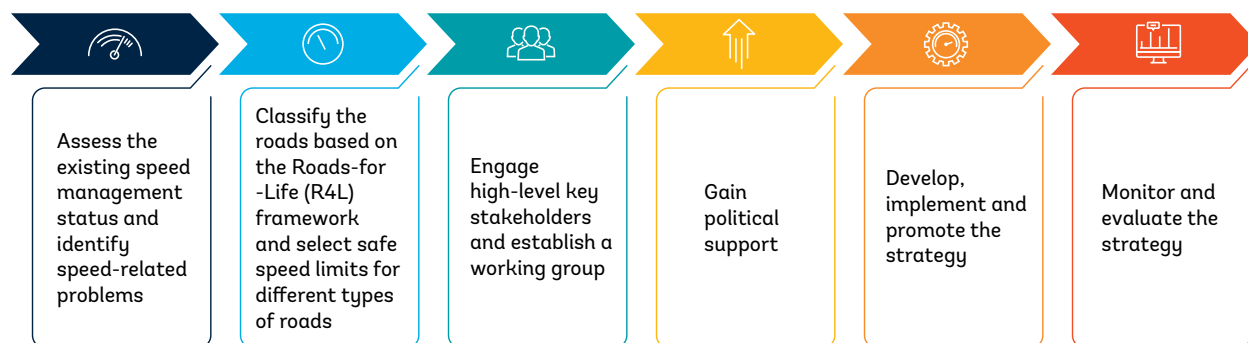 Assess the
existing speed
management
status and
identify
speed-related
problems
Classify the
roads based on
the Roads-for
-Life (R4L)
framework
and select safe
speed limits for
different types
of roads
Engage
high-level key
stakeholders
and establish a
working group
Gain
political
support
Develop,
implement and
promote the
strategy
Monitor and
evaluate the
strategy